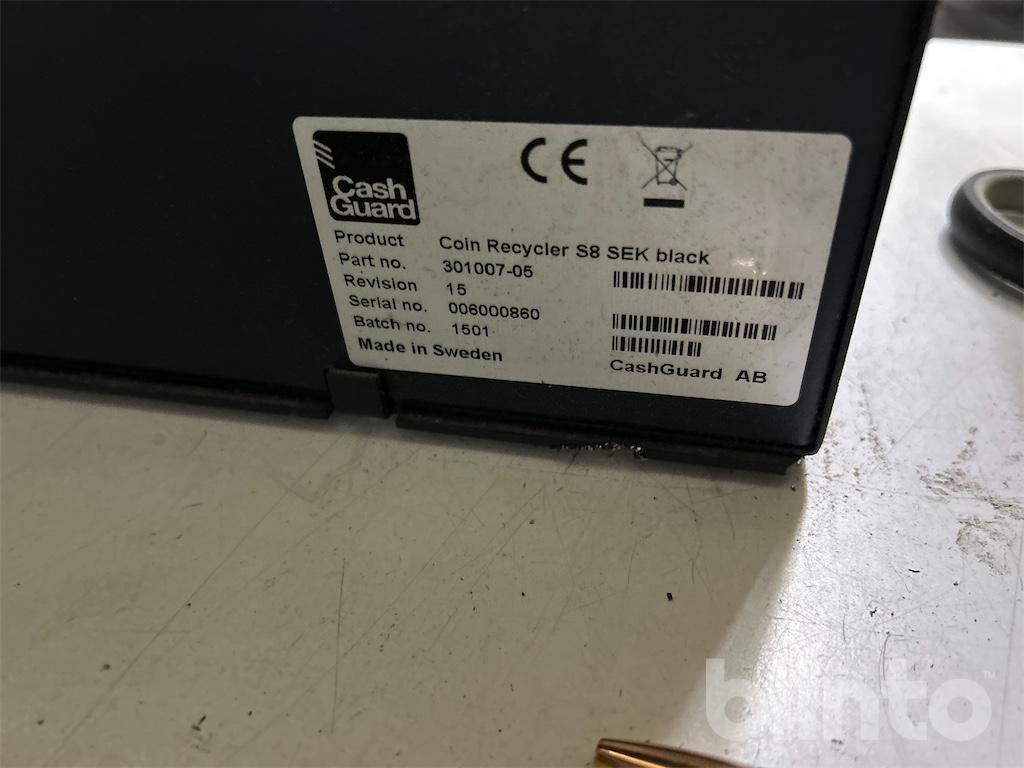 Cash
Guard
CE
Product Coin Recycler S8 SEK black
Part no. 301007-05
Revision 15
Serial no. 006000860
Batch no. 1501
Made in Sweden
CashGuard AB
blinto™